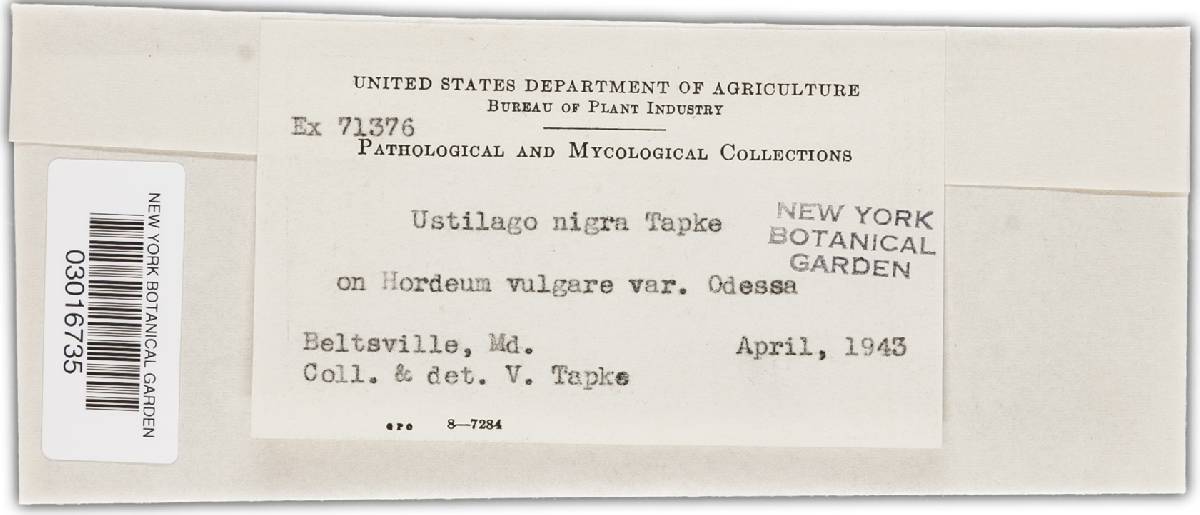 UNITED STATES DEPARTMENT OF AGRICULTURE
BUREAU OF PLANT INDUSTRY
Ex 71376
PATHOLOGICAL AND MYCOLOGICAL COLLECTIONS
Ustilago nigra Tapke
NEW YORK
BOTANICAL
GARDEN
on Hordeum vulgare var. Odessa
Beltsville, Md. April, 1943
Coll. & det. V. Tapke
GPO 8—7284
NEW YORK BOTANICAL GARDEN
03016735